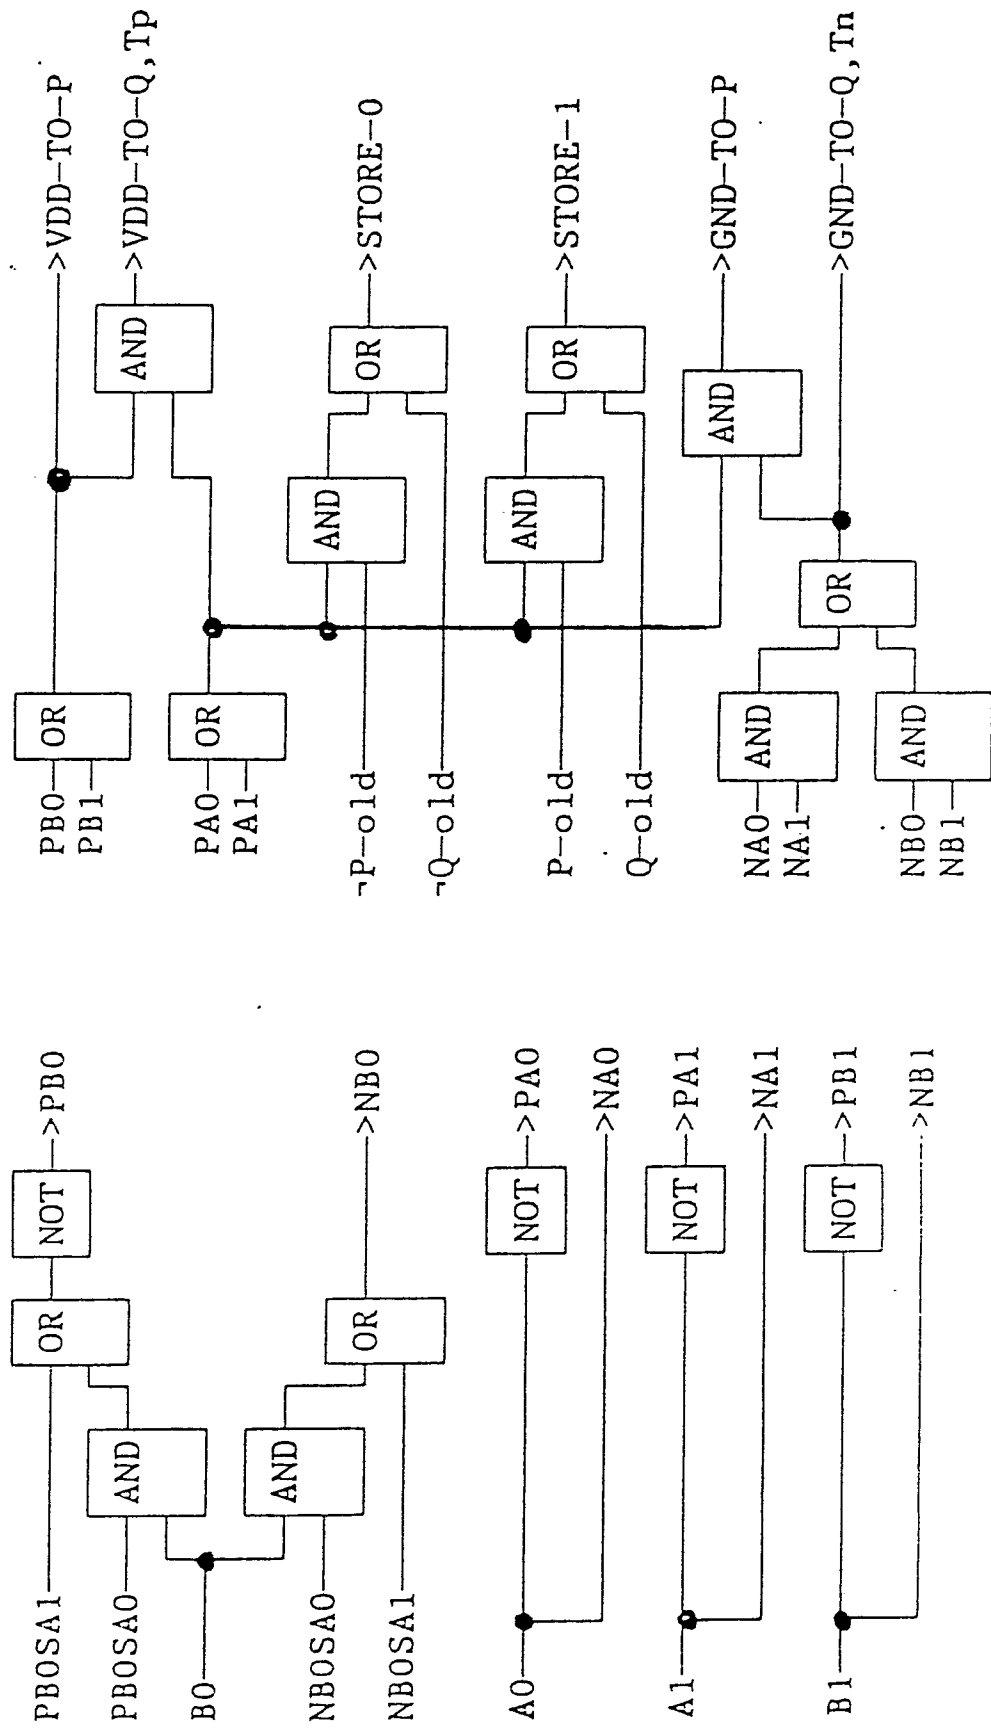 PB0SA1
OR
NOT
>PB0
PB0SA0
AND
B0
AND
NB0SA0
OR
>NB0
NB0SA1
A0
NOT
>PA0
>NA0
A1
NOT
>PA1
>NA1
B1
NOT
>PB1
>NB1
PB0
OR
>VDD-TO-P
PB1
AND
>VDD-TO-Q,Tp
PA0
OR
PA1
AND
¬P-old
OR
>STORE-0
¬Q-old
AND
P-old
OR
>STORE-1
Q-old
AND
>GND-TO-P
NA0
AND
NA1
OR
>GND-TO-Q,Tn
NB0
AND
NB1